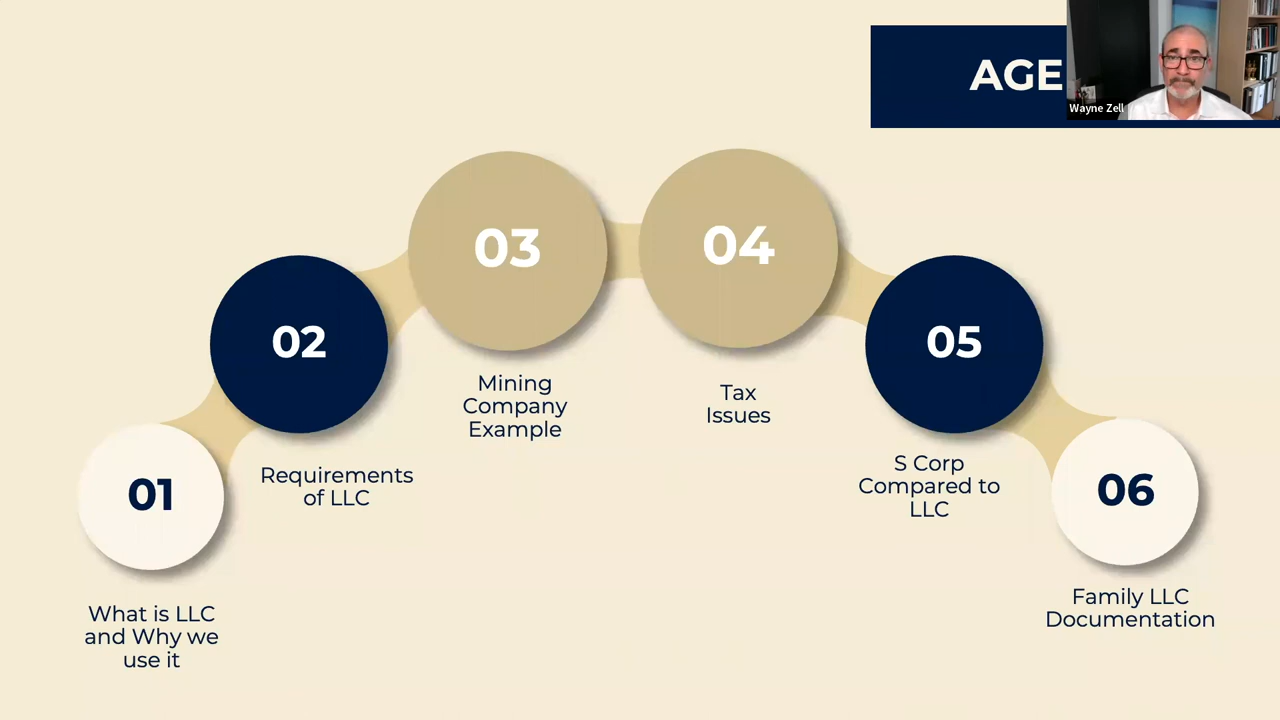 AGE
Wayne Zell
03
04
02
05
Mining
Company
Example
Tax
Issues
S Corp
Compared to
LLC
Requirements
of LLC
01
06
Family LLC
Documentation
What is LLC
and Why we
use it